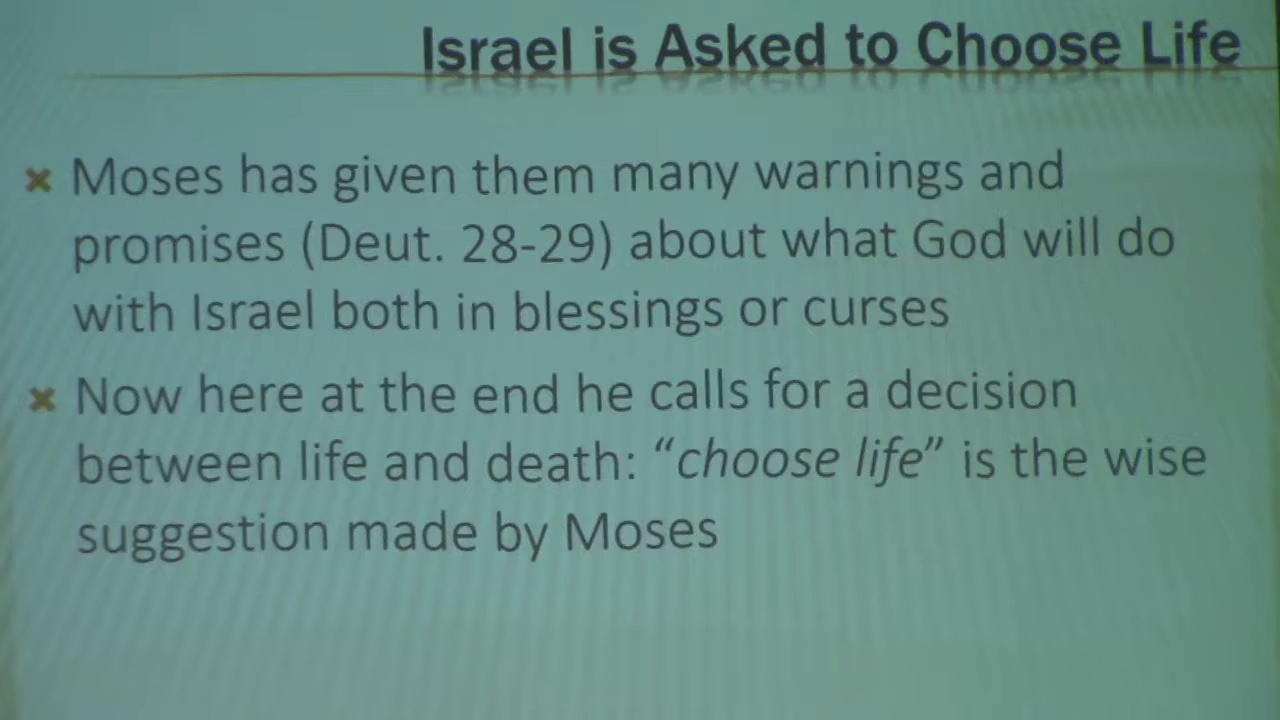 Israel is Asked to Choose Life
Moses has given them many warnings and
promises (Deut. 28-29) about what God will do
with Israel both in blessings or curses
Now here at the end he calls for a decision
between life and death: “choose life” is the wise
suggestion made by Moses